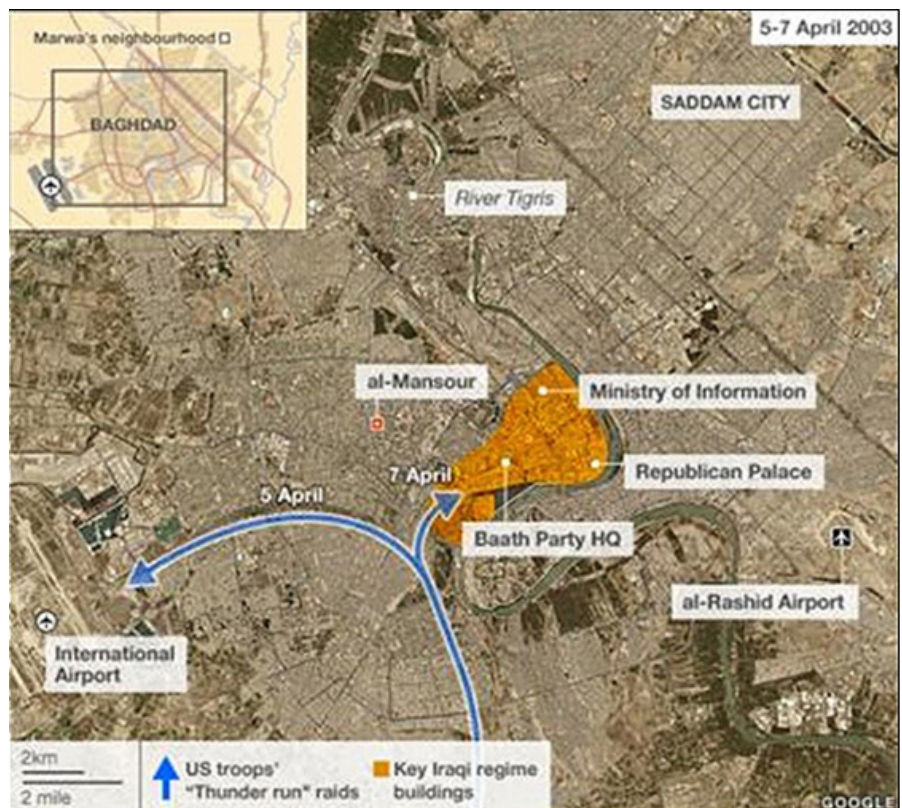 5-7 April 2003
Marwa's neighbourhood
BAGHDAD
SADDAM CITY
River Tigris
al-Mansour
Ministry of Information
7 April
Republican Palace
5 April
Baath Party HQ
al-Rashid Airport
International
Airport
2km
2 mile
US troops'
"Thunder run" raids
Key Iraqi regime
buildings
GOOGLE